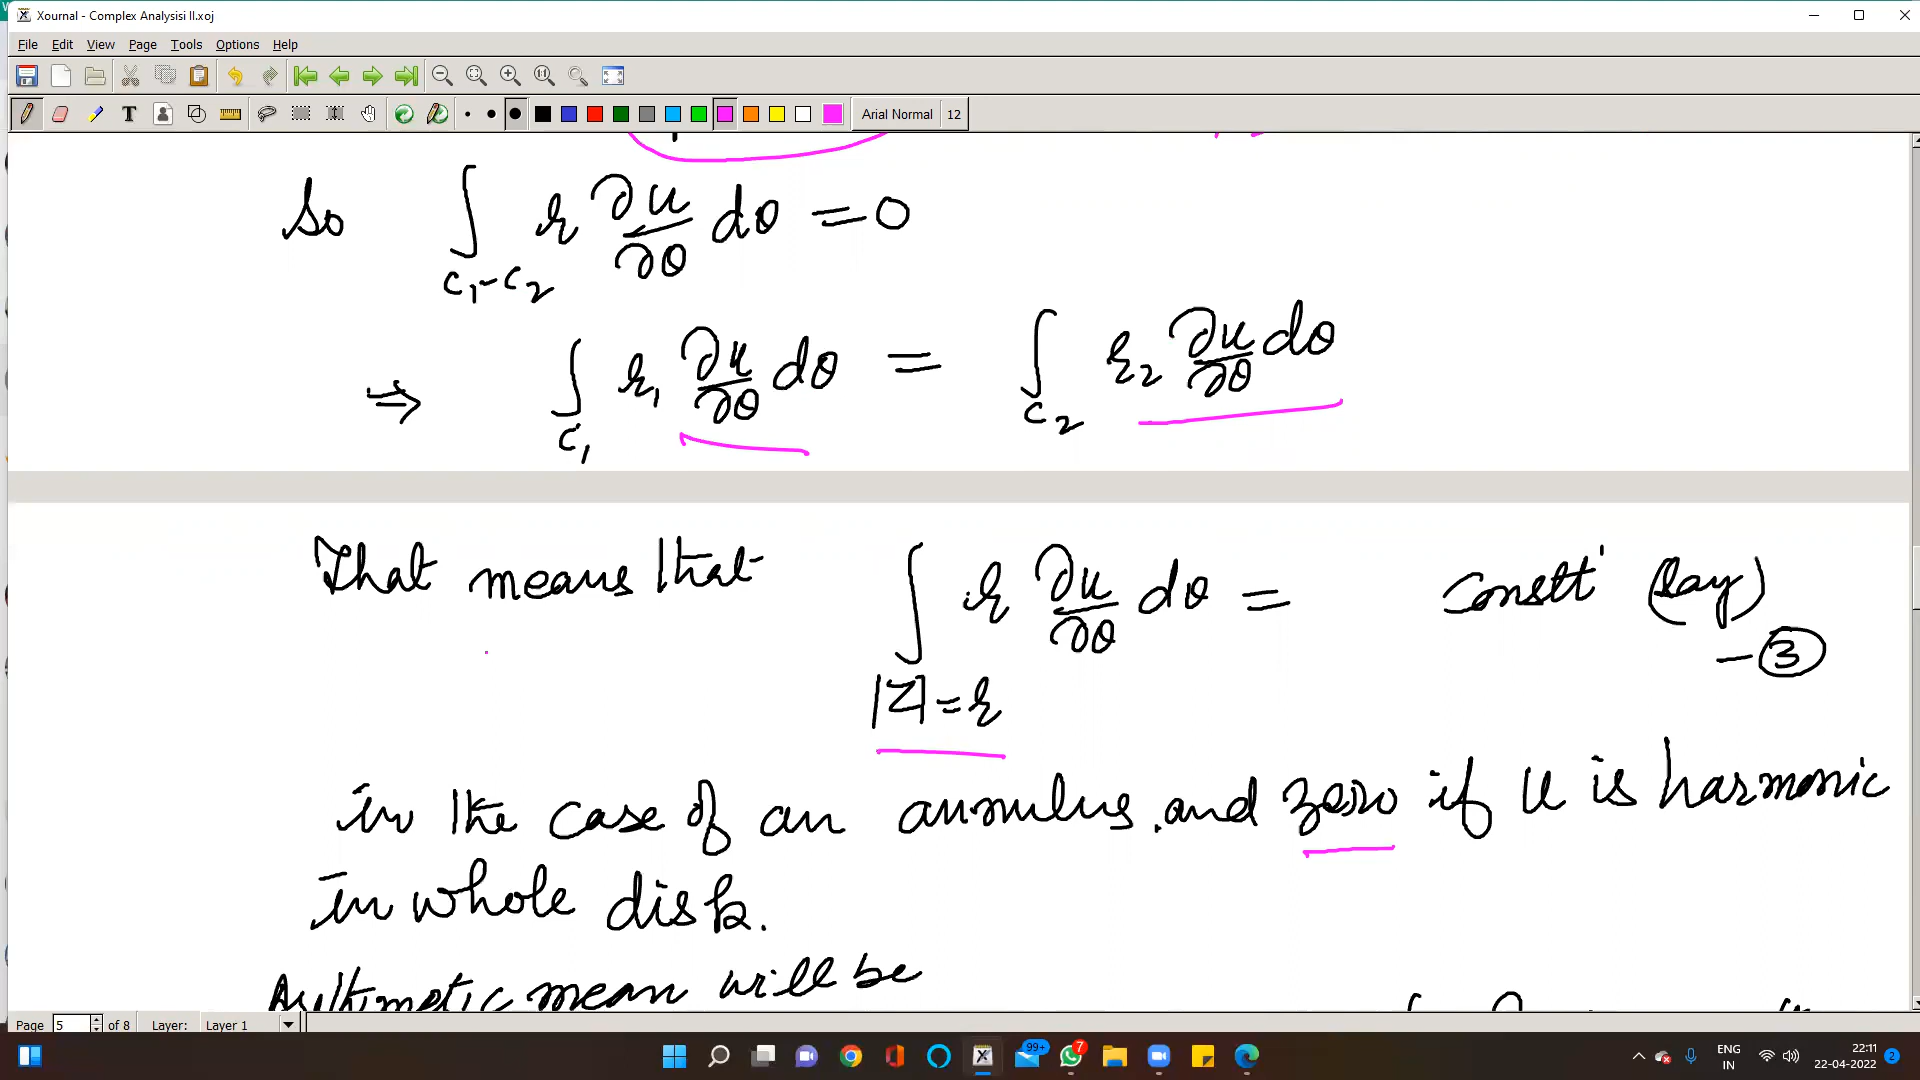 Xournal - Complex Analysisi II.xoj
File Edit View Page Tools Options Help
Arial Normal 12
So ∫_{C₁-C₂} r ∂u/∂θ dθ = 0
⇒ ∫_{C₁} r₁ ∂u/∂θ dθ = ∫_{C₂} r₂ ∂u/∂θ dθ
That means that ∫_{|z|=r} r ∂u/∂θ dθ = constt (say)
— ③
in the case of an annulus. and zero if u is harmonic
in whole disk.
Arithmetic mean will be
Page 5 of 8 Layer: Layer 1
99+
7
ENG
IN
22:11
22-04-2022
2